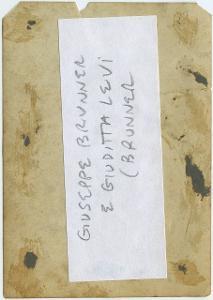 GIUSEPPE BRUNNER
E GIUDITTA LEVI
(BRUNNER